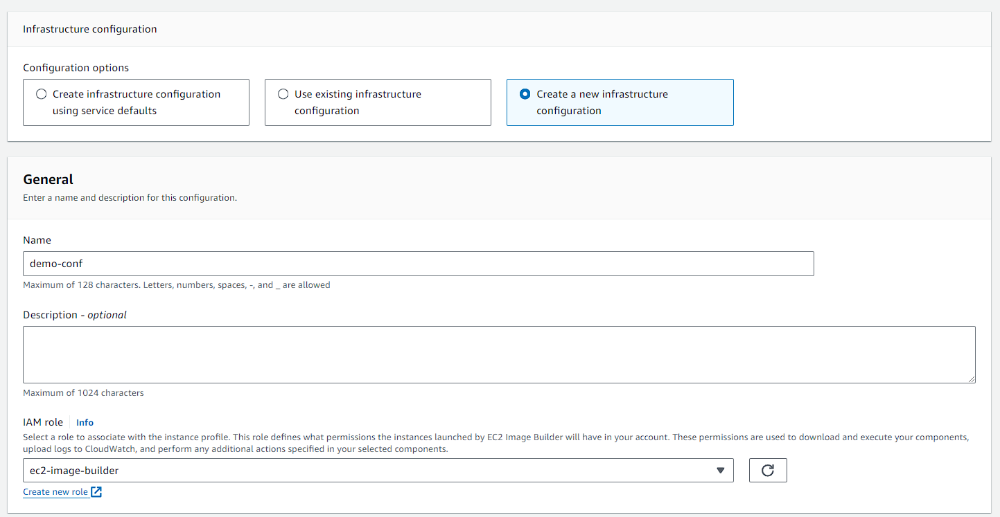 Infrastructure configuration
Configuration options
Create infrastructure configuration
using service defaults
Use existing infrastructure
configuration
Create a new infrastructure
configuration
General
Enter a name and description for this configuration.
Name
demo-conf
Maximum of 128 characters. Letters, numbers, spaces, -, and _ are allowed
Description - optional
Maximum of 1024 characters
IAM role Info
Select a role to associate with the instance profile. This role defines what permissions the instances launched by EC2 Image Builder will have in your account. These permissions are used to download and execute your components,
upload logs to CloudWatch, and perform any additional actions specified in your selected components.
ec2-image-builder
Create new role